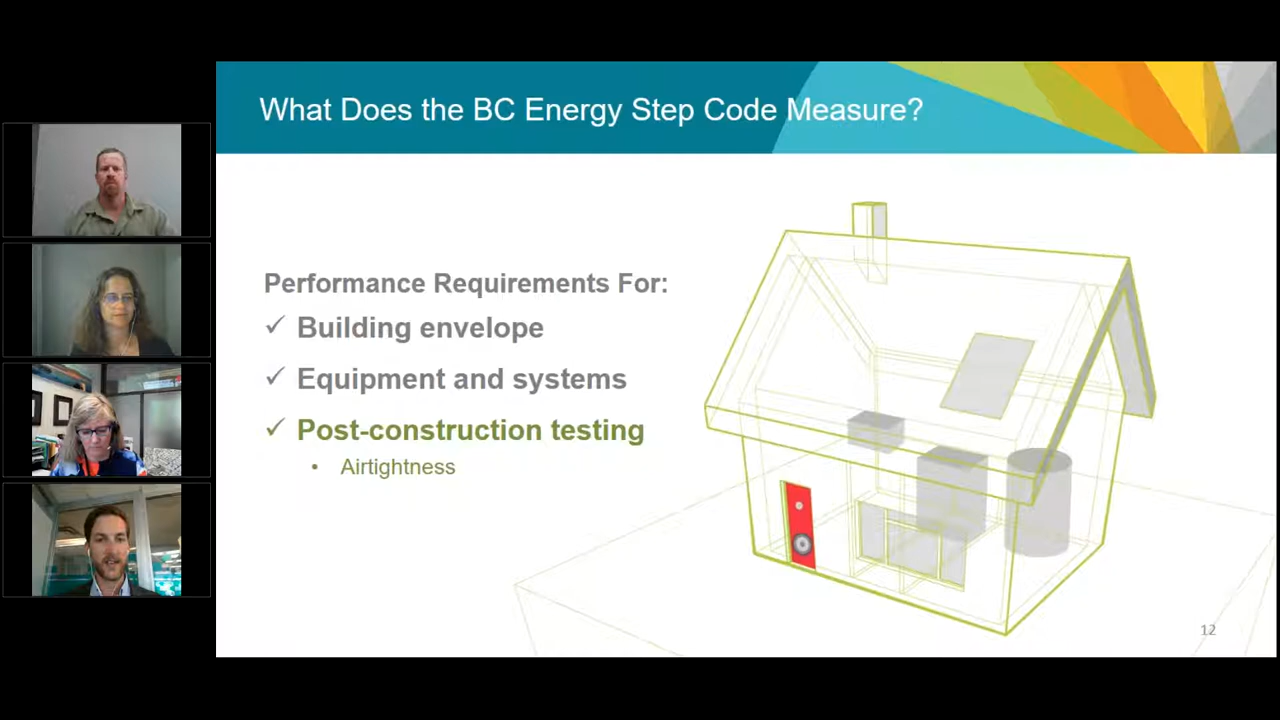 What Does the BC Energy Step Code Measure?
Performance Requirements For:
✓ Building envelope
✓ Equipment and systems
✓ Post-construction testing
• Airtightness
12